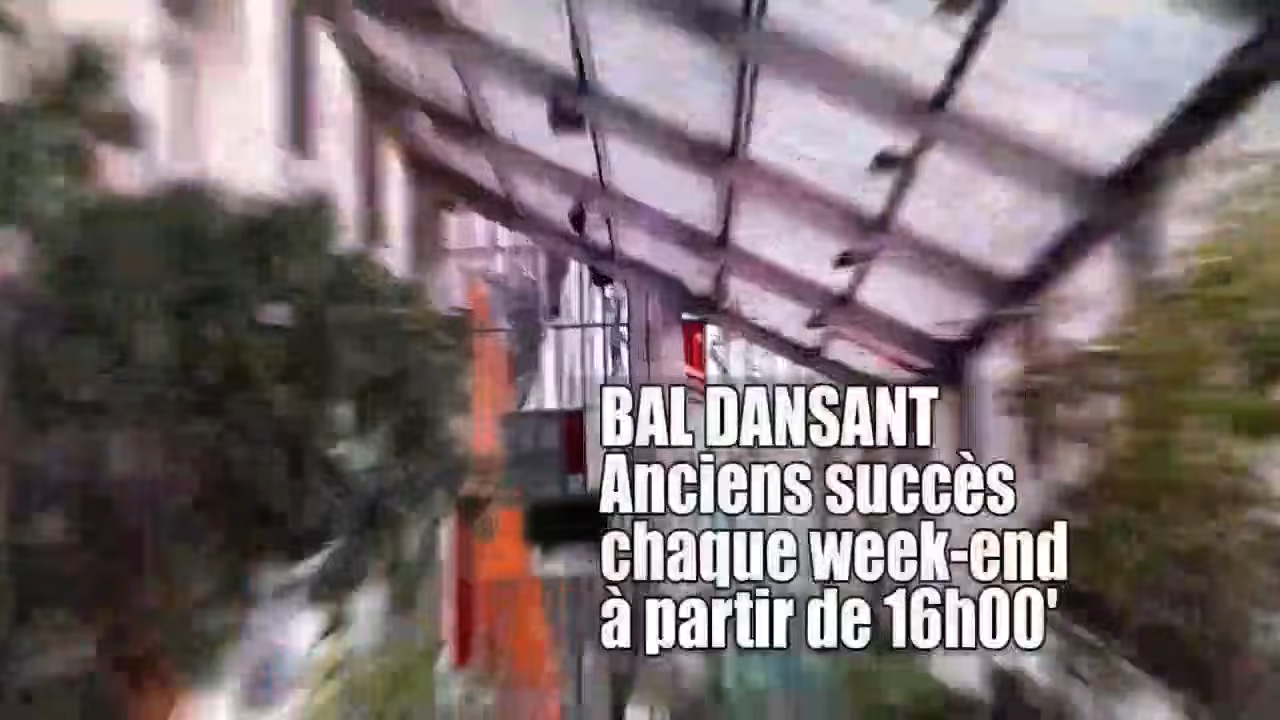 BAL DANSANT
Anciens succès
chaque week-end
à partir de 16h00'